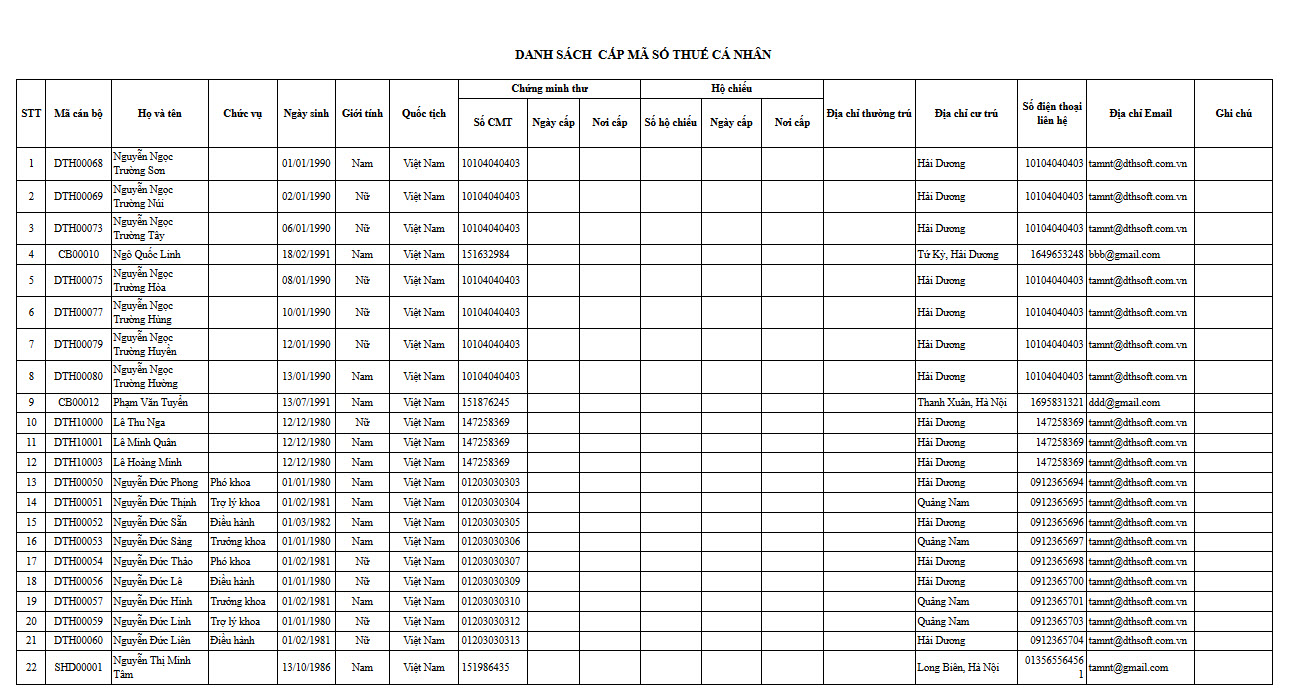 DANH SÁCH CẤP MÃ SỐ THUẾ CÁ NHÂN
STT Mã cán bộ Họ và tên Chức vụ Ngày sinh Giới tính Quốc tịch Chứng minh thư Hộ chiếu Địa chỉ thường trú Địa chỉ cư trú Số điện thoại liên hệ Địa chỉ Email Ghi chú
Số CMT Ngày cấp Nơi cấp Số hộ chiếu Ngày cấp Nơi cấp
1 DTH00068 Nguyễn Ngọc Trường Sơn 01/01/1990 Nam Việt Nam 10104040403 Hải Dương 10104040403 tamnt@dthsoft.com.vn
2 DTH00069 Nguyễn Ngọc Trường Núi 02/01/1990 Nữ Việt Nam 10104040403 Hải Dương 10104040403 tamnt@dthsoft.com.vn
3 DTH00073 Nguyễn Ngọc Trường Tây 06/01/1990 Nữ Việt Nam 10104040403 Hải Dương 10104040403 tamnt@dthsoft.com.vn
4 CB00010 Ngô Quốc Linh 18/02/1991 Nam Việt Nam 151632984 Tứ Kỳ, Hải Dương 1649653248 bbb@gmail.com
5 DTH00075 Nguyễn Ngọc Trường Hòa 08/01/1990 Nữ Việt Nam 10104040403 Hải Dương 10104040403 tamnt@dthsoft.com.vn
6 DTH00077 Nguyễn Ngọc Trường Hùng 10/01/1990 Nữ Việt Nam 10104040403 Hải Dương 10104040403 tamnt@dthsoft.com.vn
7 DTH00079 Nguyễn Ngọc Trường Huyền 12/01/1990 Nữ Việt Nam 10104040403 Hải Dương 10104040403 tamnt@dthsoft.com.vn
8 DTH00080 Nguyễn Ngọc Trường Hường 13/01/1990 Nam Việt Nam 10104040403 Hải Dương 10104040403 tamnt@dthsoft.com.vn
9 CB00012 Phạm Văn Tuyển 13/07/1991 Nam Việt Nam 151876245 Thanh Xuân, Hà Nội 1695831321 ddd@gmail.com
10 DTH10000 Lê Thu Nga 12/12/1980 Nữ Việt Nam 147258369 Hải Dương 147258369 tamnt@dthsoft.com.vn
11 DTH10001 Lê Minh Quân 12/12/1980 Nam Việt Nam 147258369 Hải Dương 147258369 tamnt@dthsoft.com.vn
12 DTH10003 Lê Hoàng Minh 12/12/1980 Nam Việt Nam 147258369 Hải Dương 147258369 tamnt@dthsoft.com.vn
13 DTH00050 Nguyễn Đức Phong Phó khoa 01/01/1980 Nam Việt Nam 01203030303 Hải Dương 0912365694 tamnt@dthsoft.com.vn
14 DTH00051 Nguyễn Đức Thịnh Trợ lý khoa 01/02/1981 Nam Việt Nam 01203030304 Quảng Nam 0912365695 tamnt@dthsoft.com.vn
15 DTH00052 Nguyễn Đức Sẵn Điều hành 01/03/1982 Nam Việt Nam 01203030305 Hải Dương 0912365696 tamnt@dthsoft.com.vn
16 DTH00053 Nguyễn Đức Sàng Trưởng khoa 01/01/1980 Nam Việt Nam 01203030306 Quảng Nam 0912365697 tamnt@dthsoft.com.vn
17 DTH00054 Nguyễn Đức Thảo Phó khoa 01/02/1981 Nữ Việt Nam 01203030307 Hải Dương 0912365698 tamnt@dthsoft.com.vn
18 DTH00056 Nguyễn Đức Lê Điều hành 01/01/1980 Nữ Việt Nam 01203030309 Hải Dương 0912365700 tamnt@dthsoft.com.vn
19 DTH00057 Nguyễn Đức Hinh Trưởng khoa 01/02/1981 Nam Việt Nam 01203030310 Quảng Nam 0912365701 tamnt@dthsoft.com.vn
20 DTH00059 Nguyễn Đức Linh Trợ lý khoa 01/01/1980 Nữ Việt Nam 01203030312 Quảng Nam 0912365703 tamnt@dthsoft.com.vn
21 DTH00060 Nguyễn Đức Liên Điều hành 01/02/1981 Nữ Việt Nam 01203030313 Hải Dương 0912365704 tamnt@dthsoft.com.vn
22 SHD00001 Nguyễn Thị Minh Tâm 13/10/1986 Nam Việt Nam 151986435 Long Biên, Hà Nội 013565564561 tamnt@gmail.com